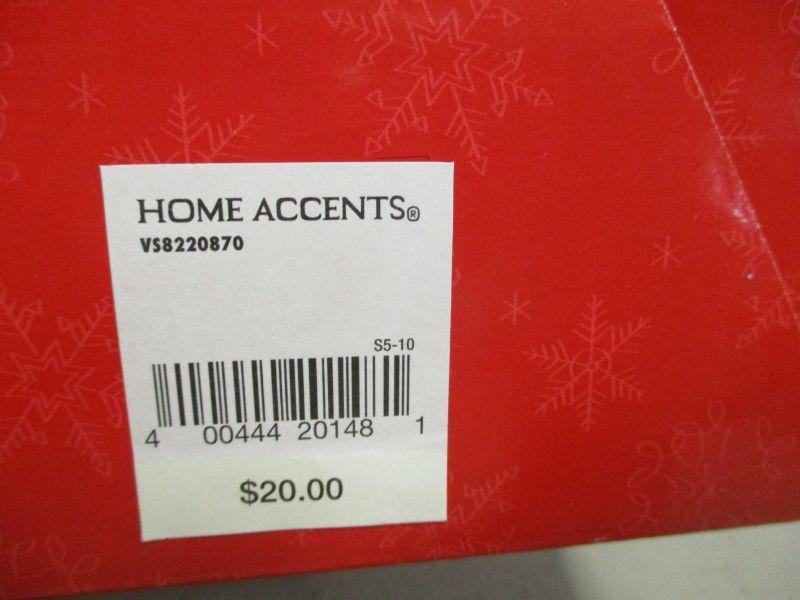 HOME ACCENTS®
VS8220870
S5-10
4 00444 20148 1
$20.00